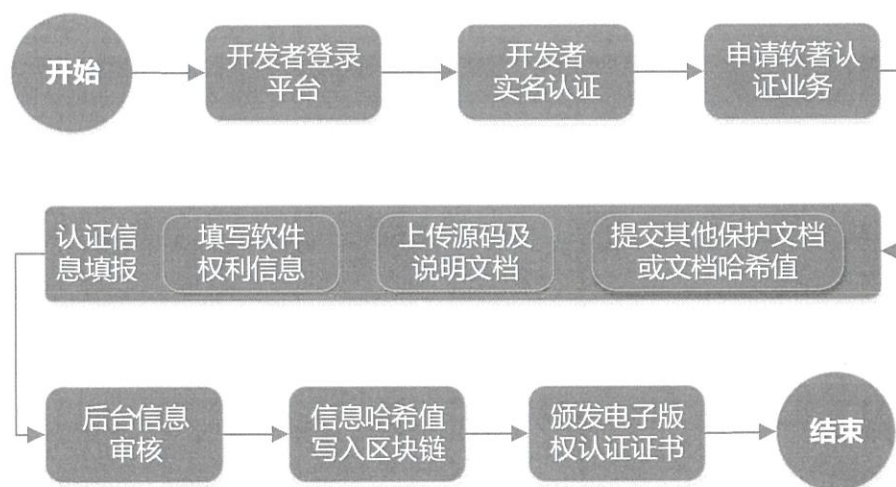 开始
开发者登录
平台
开发者
实名认证
申请软著认
证业务
认证信
息填报
填写软件
权利信息
上传源码及
说明文档
提交其他保护文档
或文档哈希值
后台信息
审核
信息哈希值
写入区块链
颁发电子版
权认证证书
结束